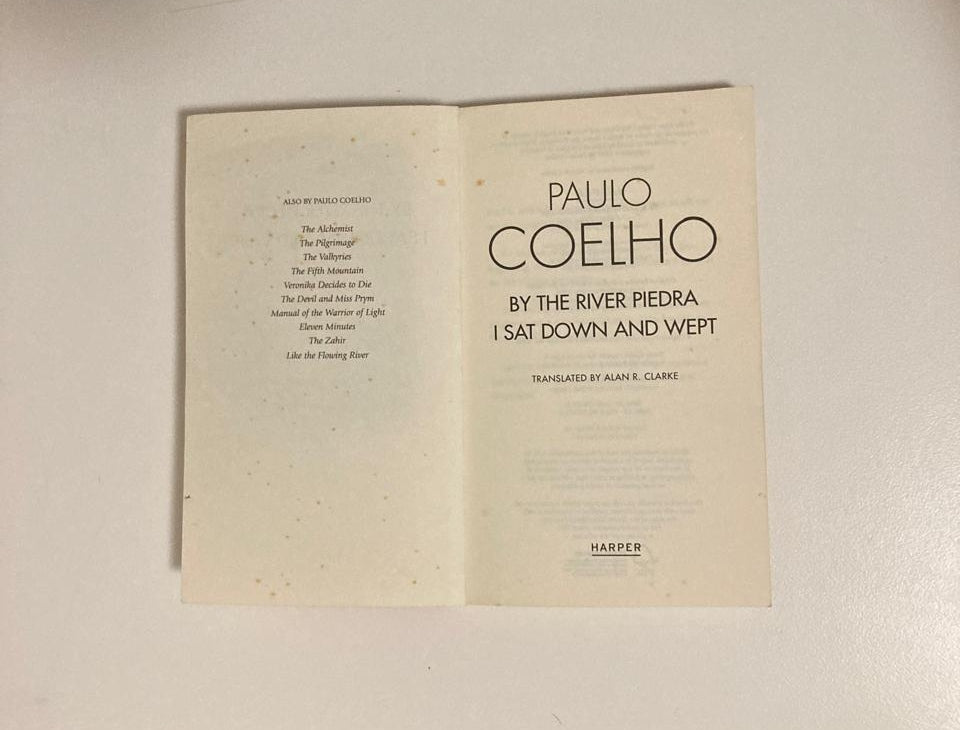 ALSO BY PAULO COELHO
The Alchemist
The Pilgrimage
The Valkyries
The Fifth Mountain
Veronika Decides to Die
The Devil and Miss Prym
Manual of the Warrior of Light
Eleven Minutes
The Zahir
Like the Flowing River
PAULO
COELHO
BY THE RIVER PIEDRA
I SAT DOWN AND WEPT
TRANSLATED BY ALAN R. CLARKE
HARPER